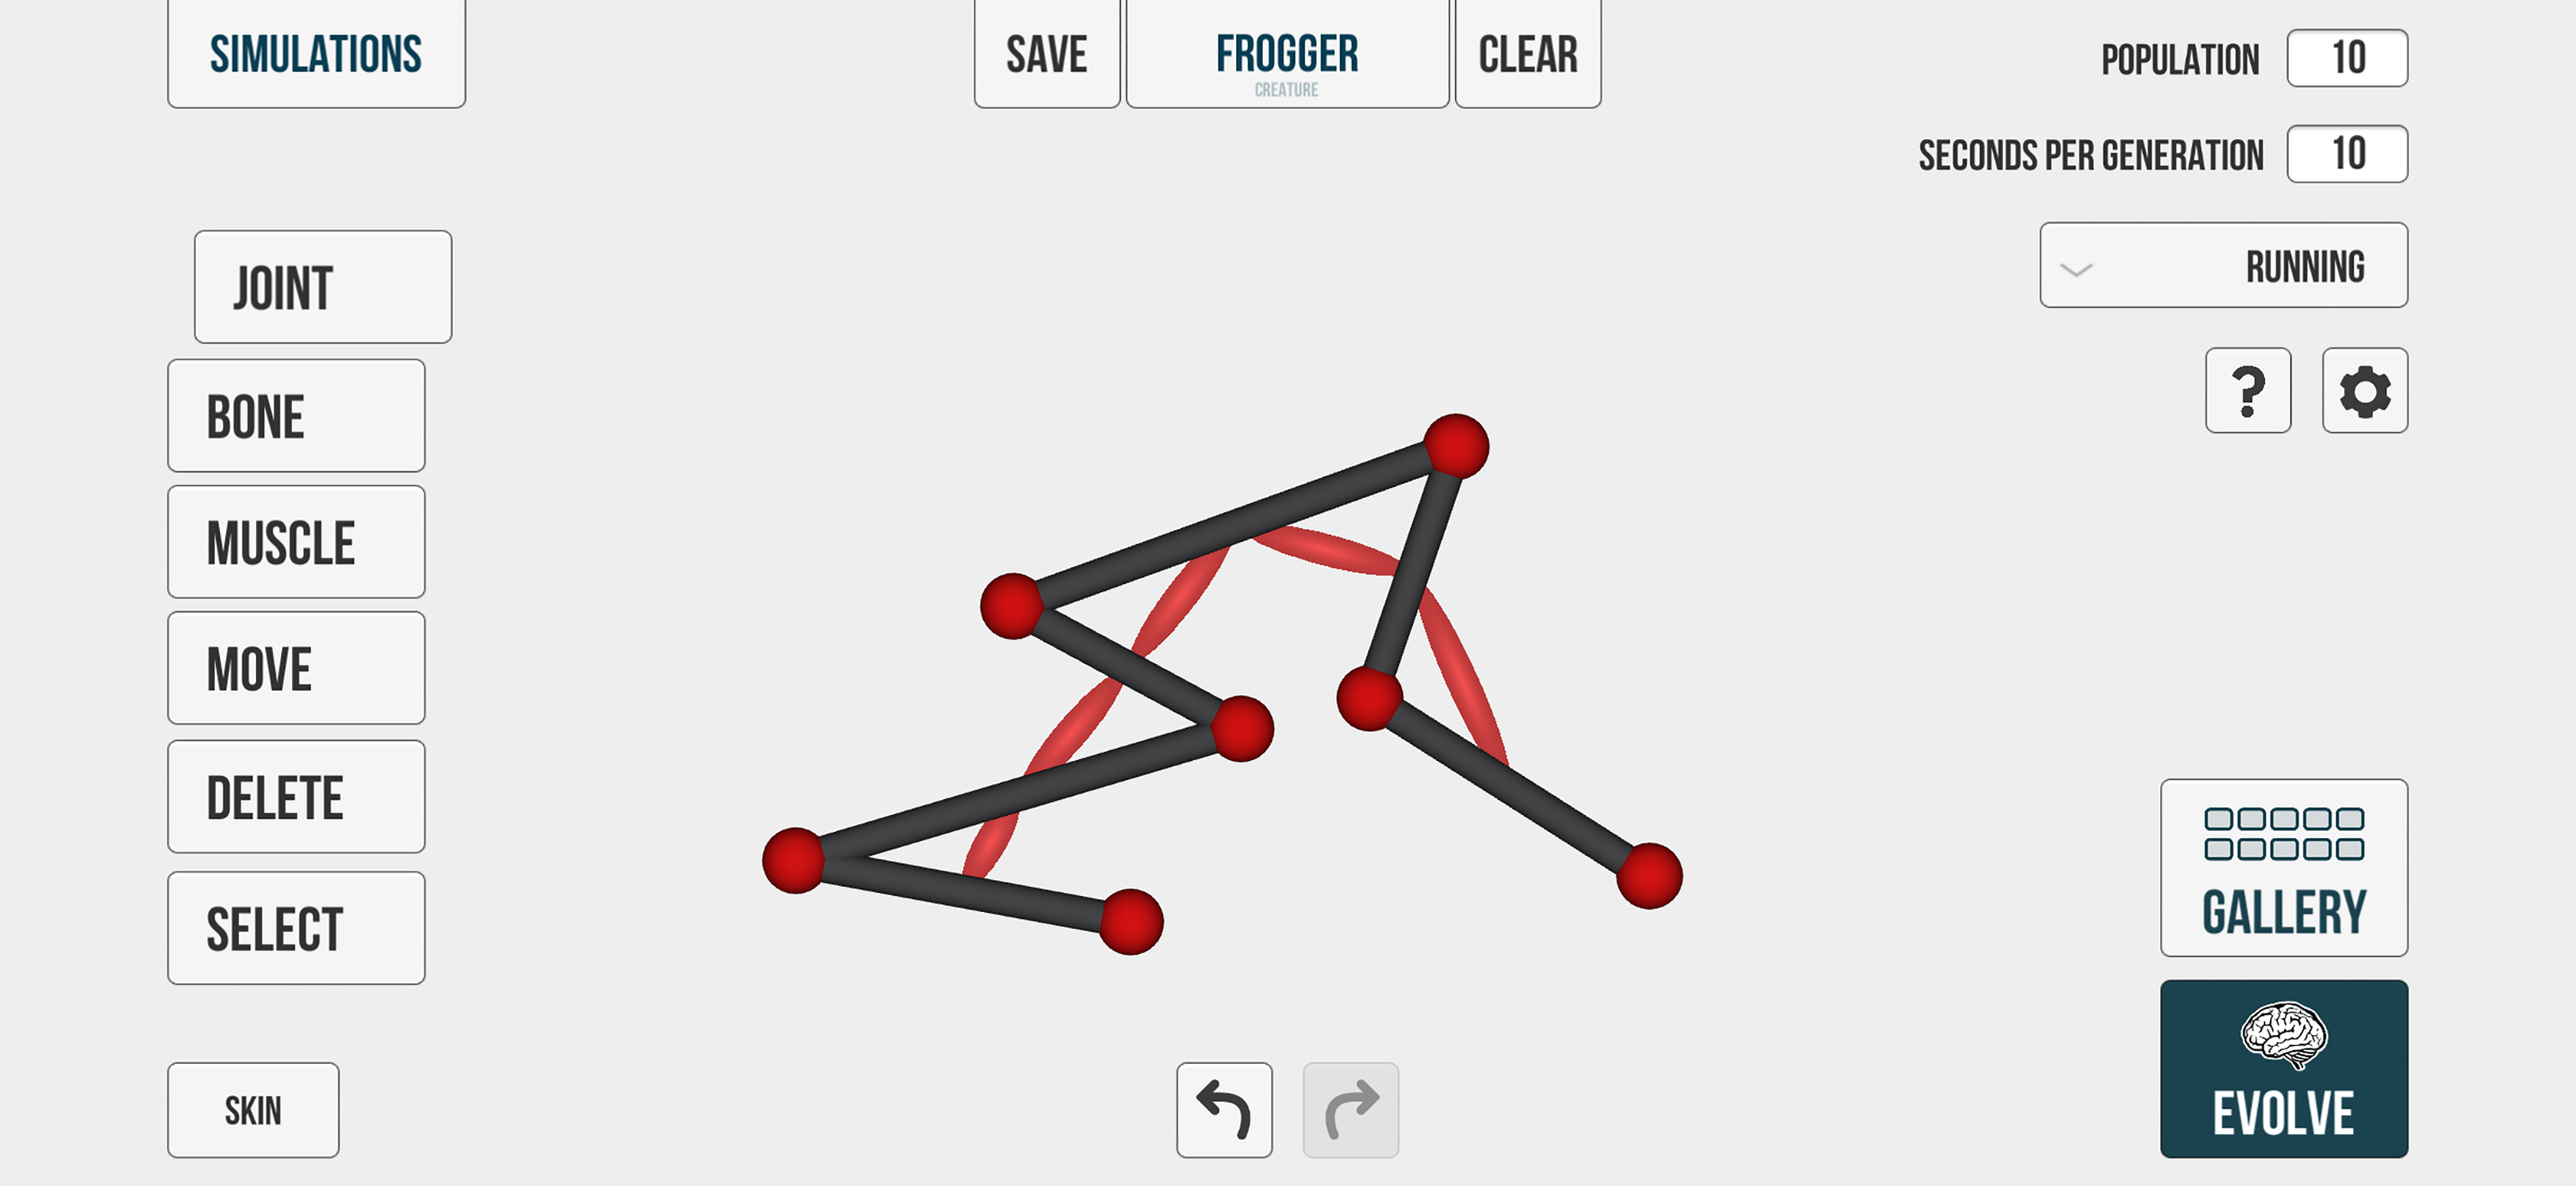 SIMULATIONS
SAVE
FROGGER
CREATURE
CLEAR
POPULATION 10
SECONDS PER GENERATION 10
RUNNING
?
JOINT
BONE
MUSCLE
MOVE
DELETE
SELECT
SKIN
GALLERY
EVOLVE